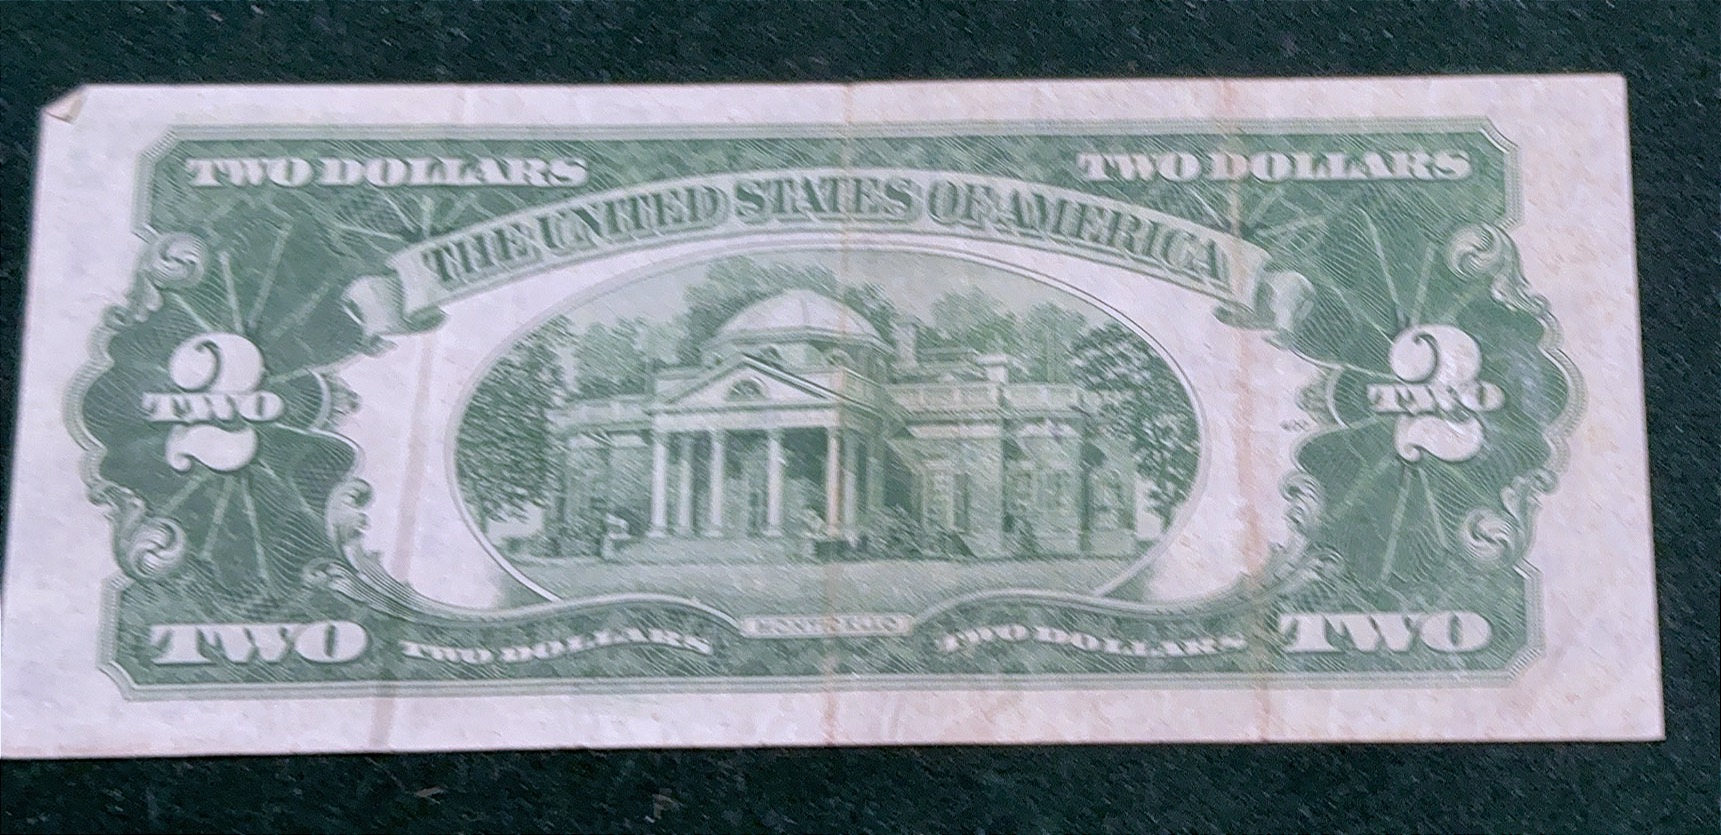 TWO DOLLARS TWO DOLLARS
THE UNITED STATES OF AMERICA
2 2
TWO TWO
MONTICELLO
TWO TWO DOLLARS TWO DOLLARS TWO